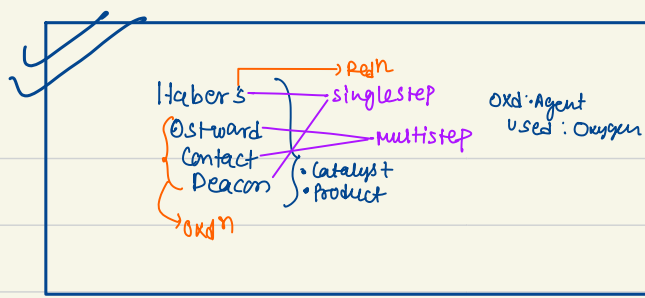 Redn
Habers
singlestep
Oxd: Agent
used : Oxygen
Ostward
Multistep
Contact
• Catalyst
Deacon
• Product
Oxdn